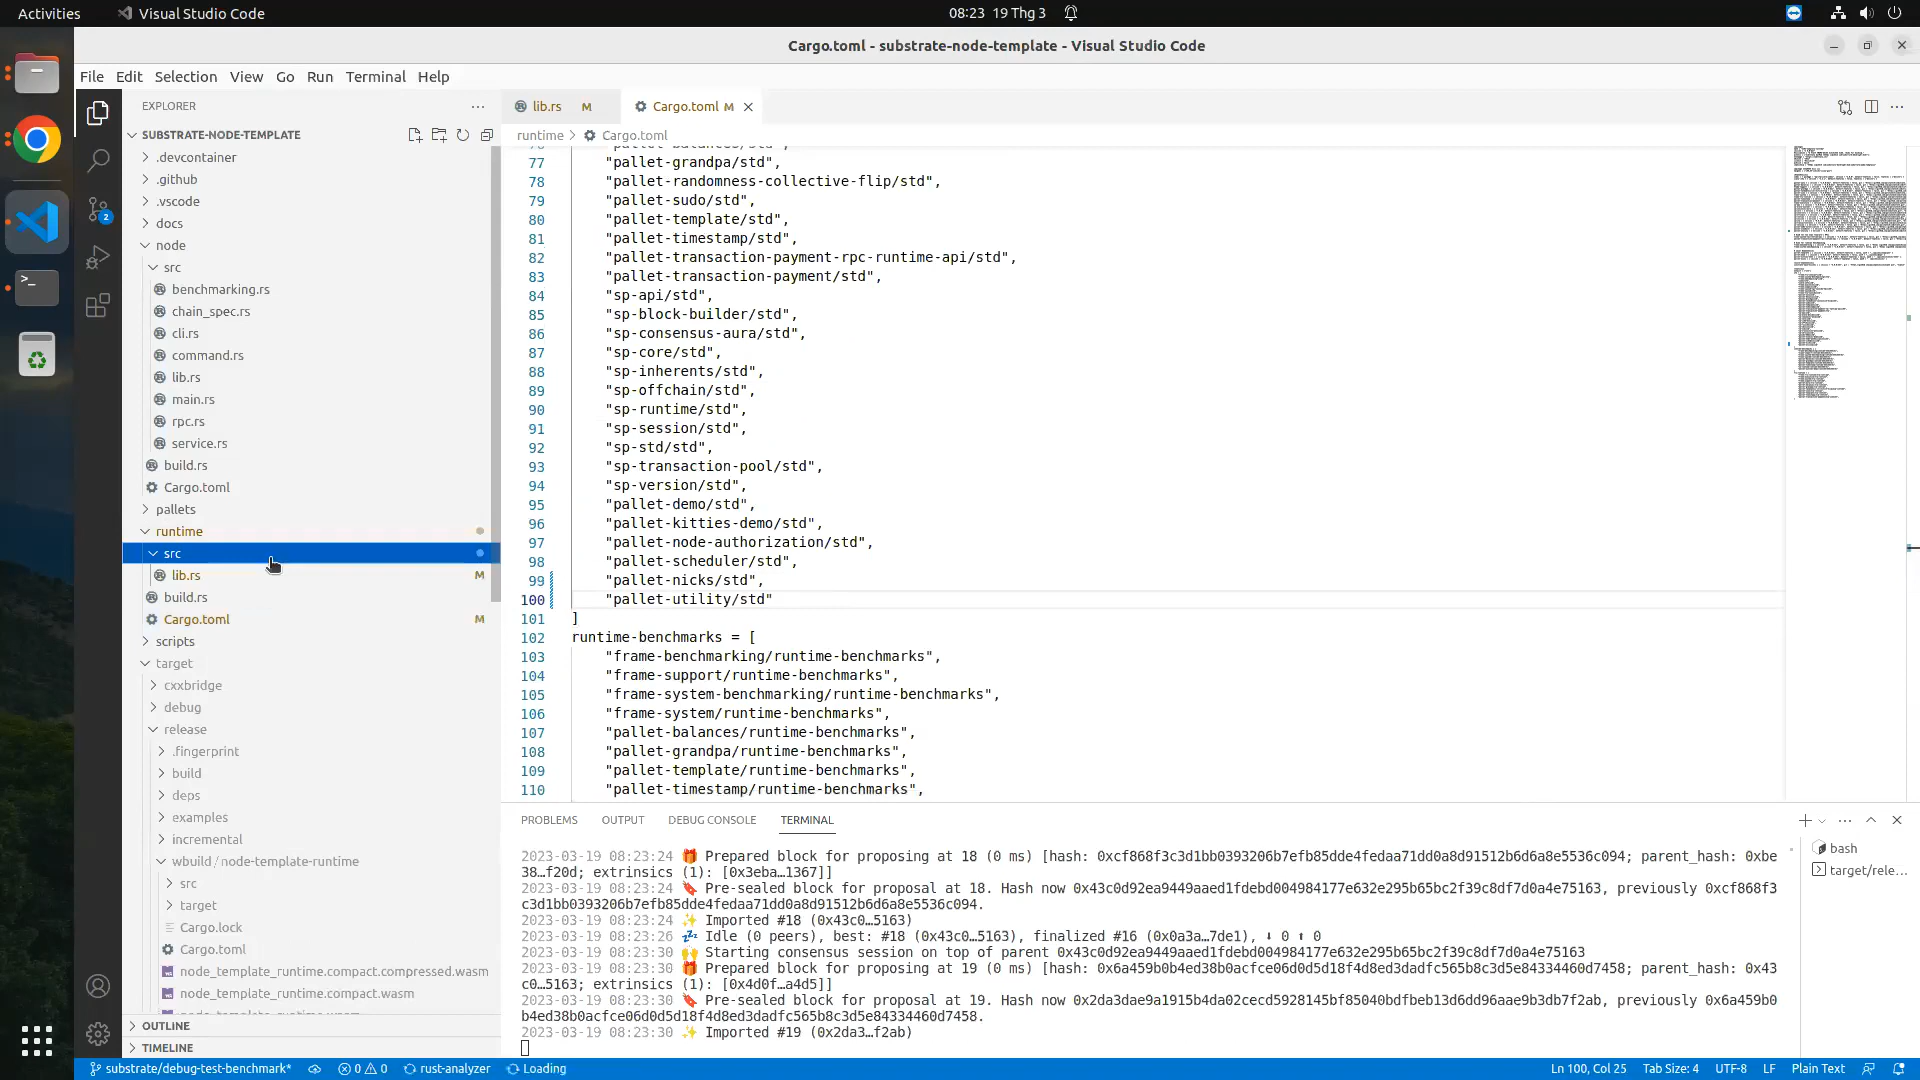 Activities
Visual Studio Code
08:23 19 Thg 3
Cargo.toml - substrate-node-template - Visual Studio Code
File Edit Selection View Go Run Terminal Help
EXPLORER
SUBSTRATE-NODE-TEMPLATE
.devcontainer
.github
.vscode
docs
node
src
benchmarking.rs
chain_spec.rs
cli.rs
command.rs
lib.rs
main.rs
rpc.rs
service.rs
build.rs
Cargo.toml
pallets
runtime
src
lib.rs M
build.rs
Cargo.toml M
scripts
target
cxxbridge
debug
release
.fingerprint
build
deps
examples
incremental
wbuild / node-template-runtime
src
target
Cargo.lock
Cargo.toml
node_template_runtime.compact.compressed.wasm
node_template_runtime.compact.wasm
OUTLINE
TIMELINE
2
lib.rs M
Cargo.toml M
runtime > Cargo.toml
77 "pallet-grandpa/std",
78 "pallet-randomness-collective-flip/std",
79 "pallet-sudo/std",
80 "pallet-template/std",
81 "pallet-timestamp/std",
82 "pallet-transaction-payment-rpc-runtime-api/std",
83 "pallet-transaction-payment/std",
84 "sp-api/std",
85 "sp-block-builder/std",
86 "sp-consensus-aura/std",
87 "sp-core/std",
88 "sp-inherents/std",
89 "sp-offchain/std",
90 "sp-runtime/std",
91 "sp-session/std",
92 "sp-std/std",
93 "sp-transaction-pool/std",
94 "sp-version/std",
95 "pallet-demo/std",
96 "pallet-kitties-demo/std",
97 "pallet-node-authorization/std",
98 "pallet-scheduler/std",
99 "pallet-nicks/std",
100 "pallet-utility/std"
101 ]
102 runtime-benchmarks = [
103 "frame-benchmarking/runtime-benchmarks",
104 "frame-support/runtime-benchmarks",
105 "frame-system-benchmarking/runtime-benchmarks",
106 "frame-system/runtime-benchmarks",
107 "pallet-balances/runtime-benchmarks",
108 "pallet-grandpa/runtime-benchmarks",
109 "pallet-template/runtime-benchmarks",
110 "pallet-timestamp/runtime-benchmarks",
PROBLEMS OUTPUT DEBUG CONSOLE TERMINAL
2023-03-19 08:23:24 🎁 Prepared block for proposing at 18 (0 ms) [hash: 0xcf868f3c3d1bb0393206b7efb85dde4fedaa71dd0a8d91512b6d6a8e5536c094; parent_hash: 0xbe
38…f20d; extrinsics (1): [0x3eba…1367]]
2023-03-19 08:23:24 🔖 Pre-sealed block for proposal at 18. Hash now 0x43c0d92ea9449aaed1fdebd004984177e632e295b65bc2f39c8df7d0a4e75163, previously 0xcf868f3
c3d1bb0393206b7efb85dde4fedaa71dd0a8d91512b6d6a8e5536c094.
2023-03-19 08:23:24 ✨ Imported #18 (0x43c0…5163)
2023-03-19 08:23:26 💤 Idle (0 peers), best: #18 (0x43c0…5163), finalized #16 (0x0a3a…7de1), ⬇ 0 ⬆ 0
2023-03-19 08:23:30 🙌 Starting consensus session on top of parent 0x43c0d92ea9449aaed1fdebd004984177e632e295b65bc2f39c8df7d0a4e75163
2023-03-19 08:23:30 🎁 Prepared block for proposing at 19 (0 ms) [hash: 0x6a459b0b4ed38b0acfce06d0d5d18f4d8ed3dadfc565b8c3d5e84334460d7458; parent_hash: 0x43
c0…5163; extrinsics (1): [0x4d0f…a4d5]]
2023-03-19 08:23:30 🔖 Pre-sealed block for proposal at 19. Hash now 0x2da3dae9a1915b4da02cecd5928145bf85040bdfbeb13d6dd96aae9b3db7f2ab, previously 0x6a459b0
b4ed38b0acfce06d0d5d18f4d8ed3dadfc565b8c3d5e84334460d7458.
2023-03-19 08:23:30 ✨ Imported #19 (0x2da3…f2ab)
bash
target/rele…
substrate/debug-test-benchmark* 0 0 rust-analyzer Loading
Ln 100, Col 25 Tab Size: 4 UTF-8 LF Plain Text